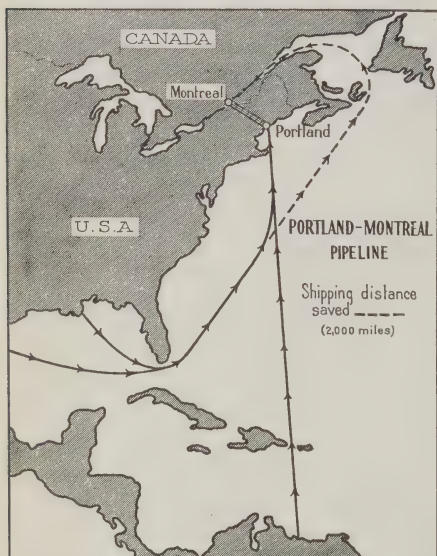 CANADA
Montreal
Portland
U.S.A
PORTLAND-MONTREAL
PIPELINE
Shipping distance
saved
(2,000 miles)